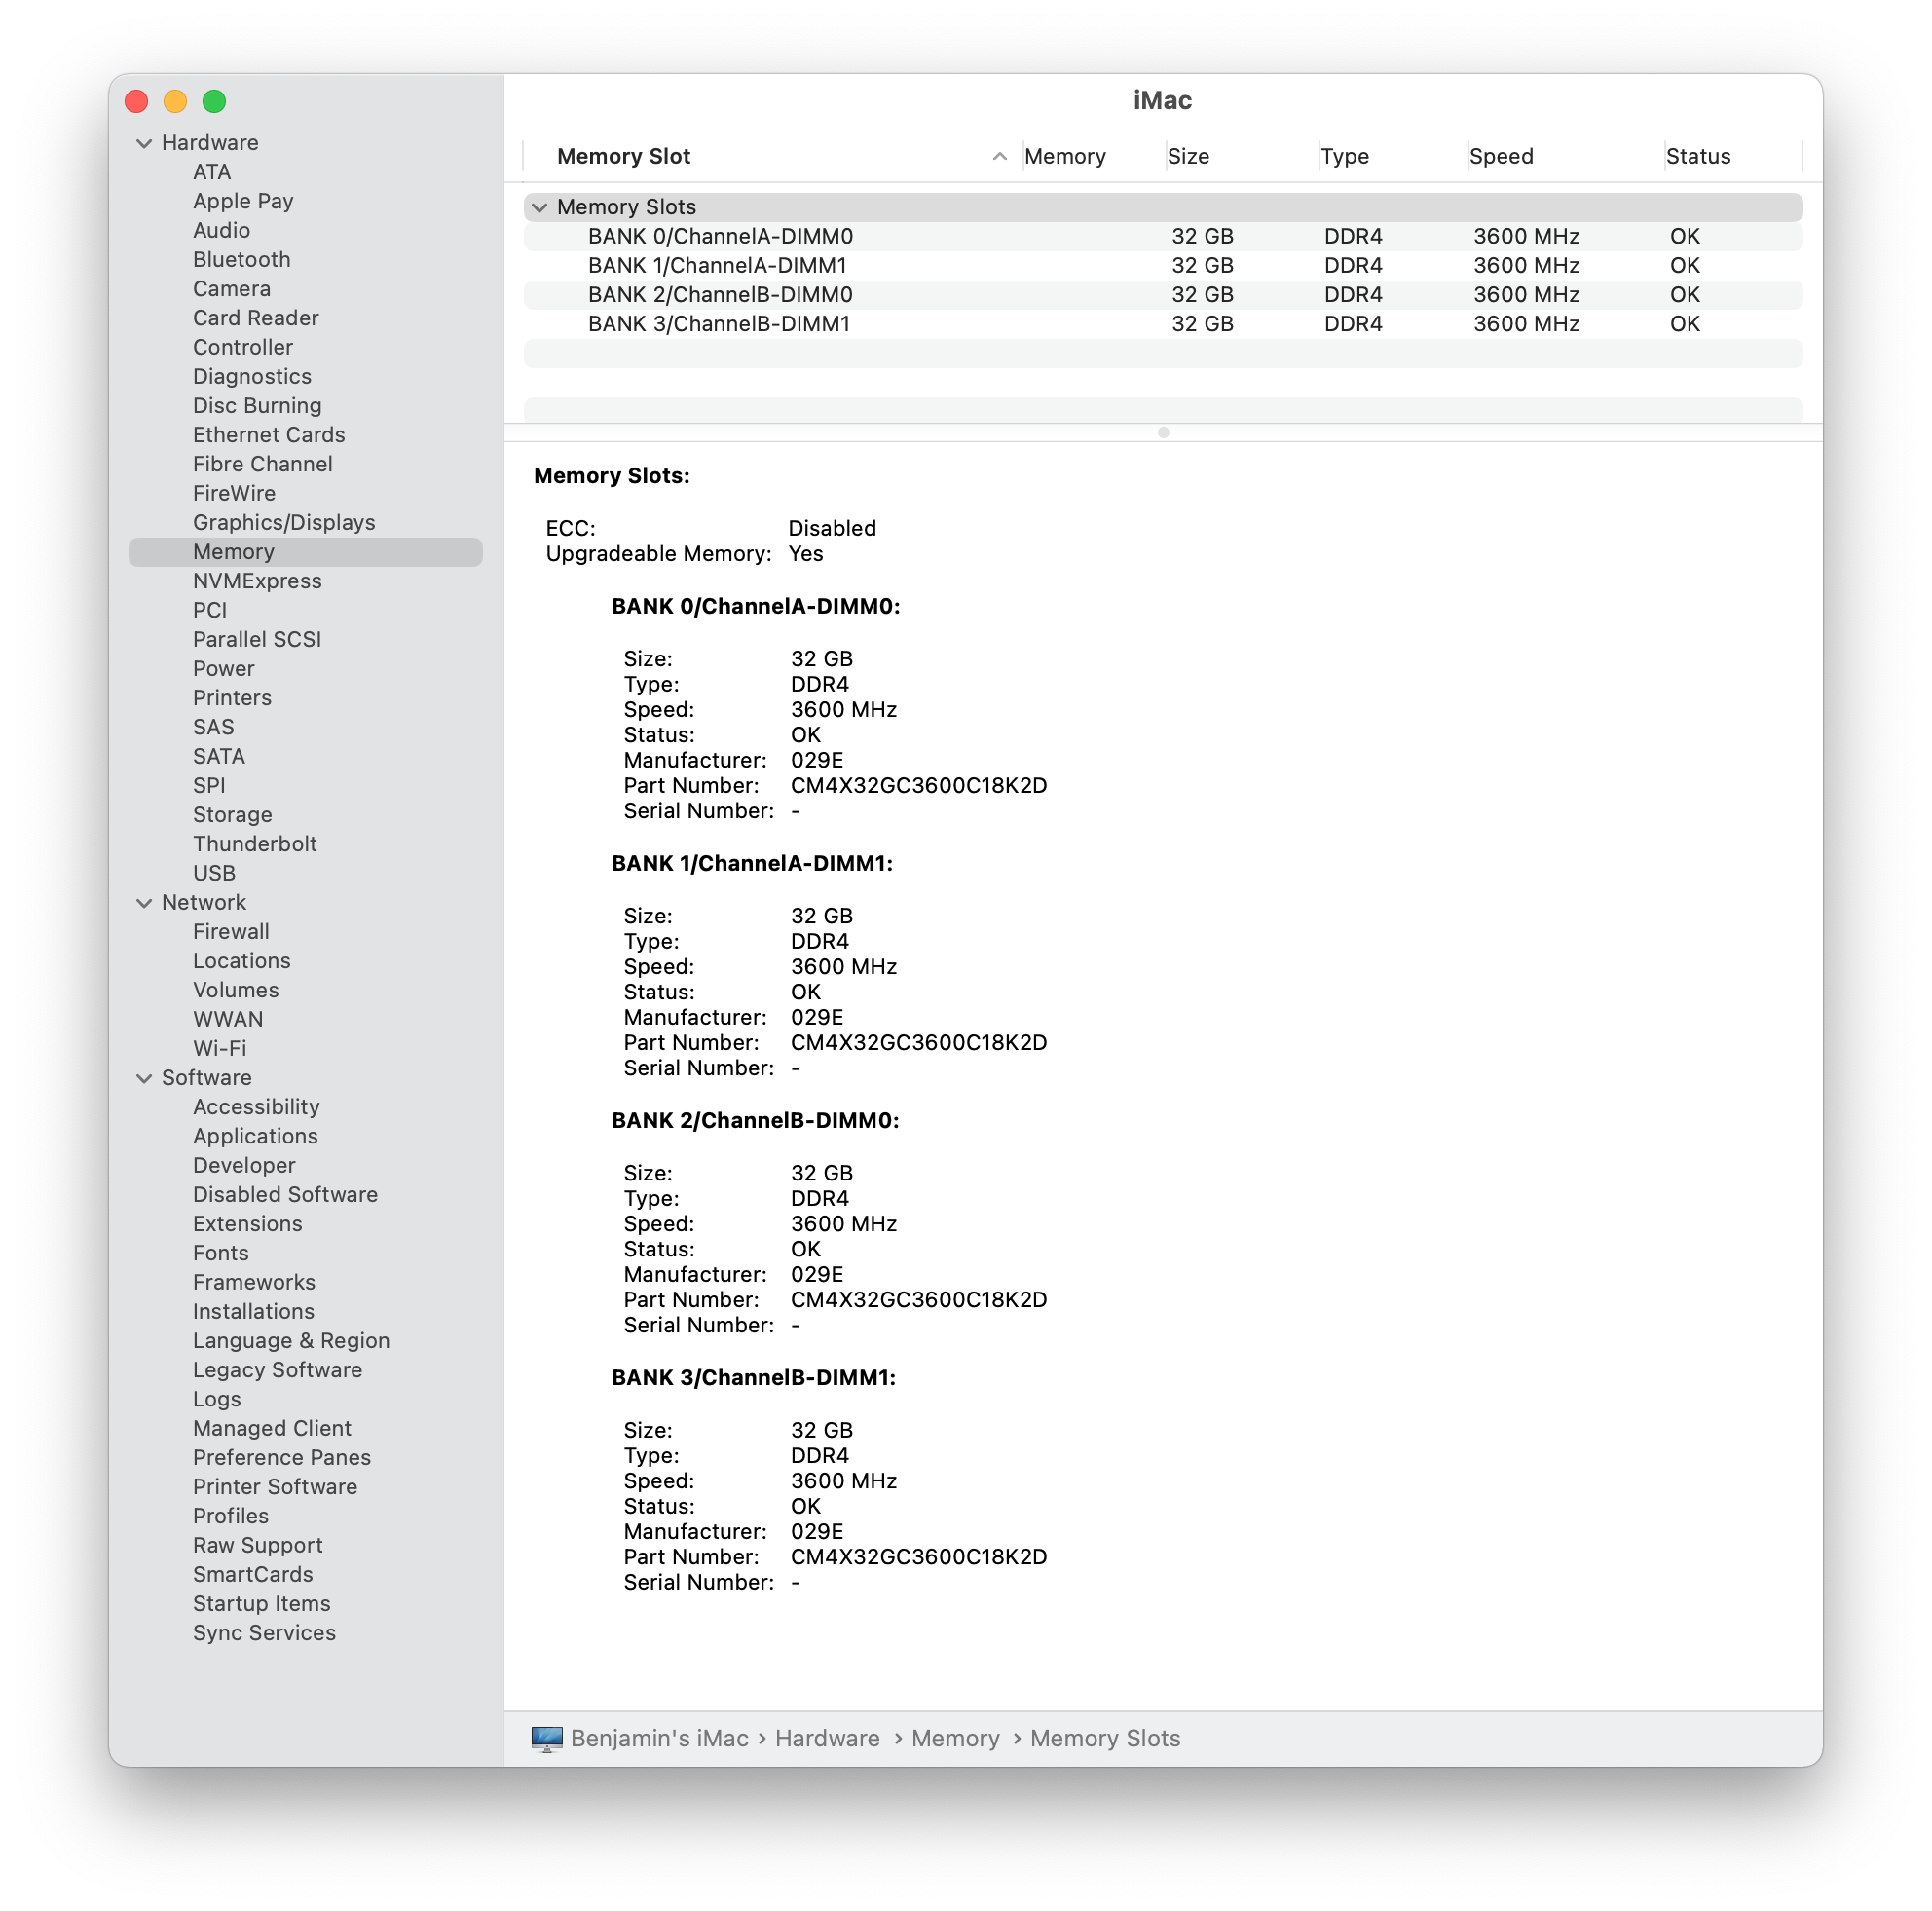 iMac
Hardware
ATA
Apple Pay
Audio
Bluetooth
Camera
Card Reader
Controller
Diagnostics
Disc Burning
Ethernet Cards
Fibre Channel
FireWire
Graphics/Displays
Memory
NVMExpress
PCI
Parallel SCSI
Power
Printers
SAS
SATA
SPI
Storage
Thunderbolt
USB
Network
Firewall
Locations
Volumes
WWAN
Wi-Fi
Software
Accessibility
Applications
Developer
Disabled Software
Extensions
Fonts
Frameworks
Installations
Language & Region
Legacy Software
Logs
Managed Client
Preference Panes
Printer Software
Profiles
Raw Support
SmartCards
Startup Items
Sync Services
Memory Slot Memory Size Type Speed Status
Memory Slots
BANK 0/ChannelA-DIMM0 32 GB DDR4 3600 MHz OK
BANK 1/ChannelA-DIMM1 32 GB DDR4 3600 MHz OK
BANK 2/ChannelB-DIMM0 32 GB DDR4 3600 MHz OK
BANK 3/ChannelB-DIMM1 32 GB DDR4 3600 MHz OK
Memory Slots:
ECC: Disabled
Upgradeable Memory: Yes
BANK 0/ChannelA-DIMM0:
Size: 32 GB
Type: DDR4
Speed: 3600 MHz
Status: OK
Manufacturer: 029E
Part Number: CM4X32GC3600C18K2D
Serial Number: -
BANK 1/ChannelA-DIMM1:
Size: 32 GB
Type: DDR4
Speed: 3600 MHz
Status: OK
Manufacturer: 029E
Part Number: CM4X32GC3600C18K2D
Serial Number: -
BANK 2/ChannelB-DIMM0:
Size: 32 GB
Type: DDR4
Speed: 3600 MHz
Status: OK
Manufacturer: 029E
Part Number: CM4X32GC3600C18K2D
Serial Number: -
BANK 3/ChannelB-DIMM1:
Size: 32 GB
Type: DDR4
Speed: 3600 MHz
Status: OK
Manufacturer: 029E
Part Number: CM4X32GC3600C18K2D
Serial Number: -
Benjamin's iMac › Hardware › Memory › Memory Slots